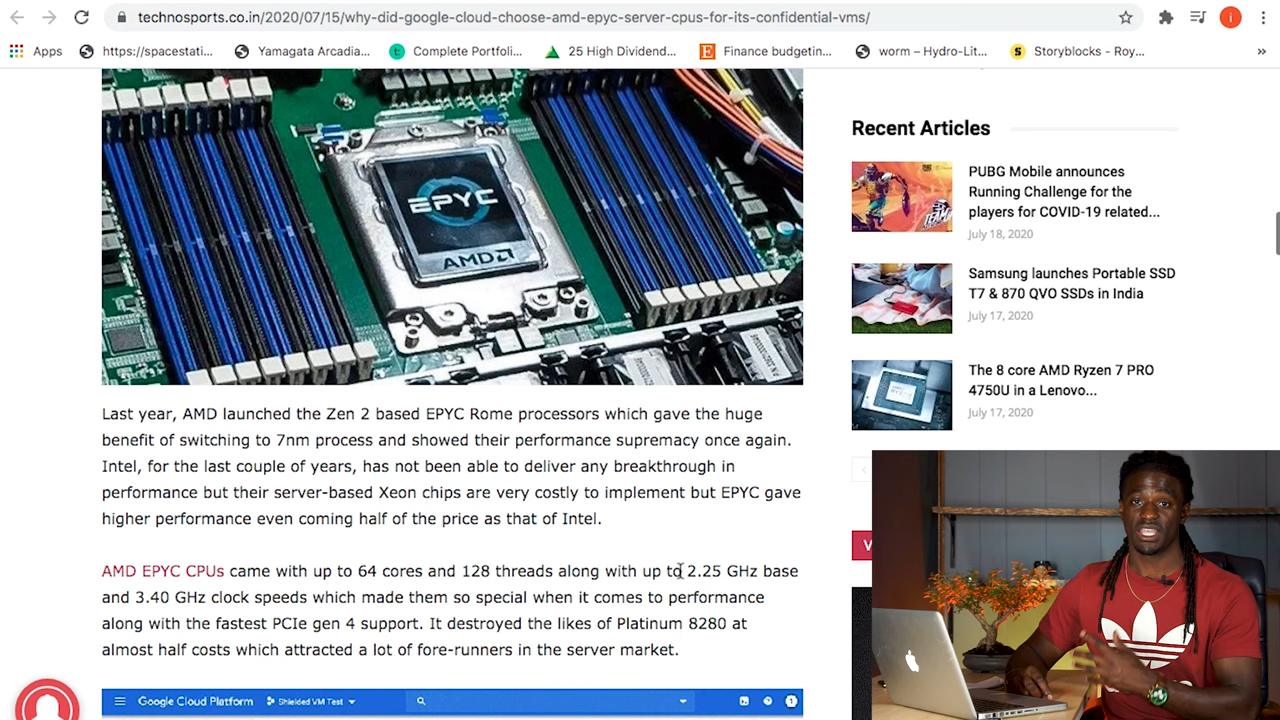 technosports.co.in/2020/07/15/why-did-google-cloud-choose-amd-epyc-server-cpus-for-its-confidential-vms/
i
https://spacestati...
Yamagata Arcadia...
t
Complete Portfoli...
25 High Dividend...
E
Finance budgetin...
worm – Hydro-Lit...
S
Storyblocks - Roy...
»
EPYC
AMD
Recent Articles
PUBG Mobile announces
Running Challenge for the
players for COVID-19 related...
July 18, 2020
Samsung launches Portable SSD
T7 & 870 QVO SSDs in India
July 17, 2020
The 8 core AMD Ryzen 7 PRO
4750U in a Lenovo...
July 17, 2020
Last year, AMD launched the Zen 2 based EPYC Rome processors which gave the huge
benefit of switching to 7nm process and showed their performance supremacy once again.
Intel, for the last couple of years, has not been able to deliver any breakthrough in
performance but their server-based Xeon chips are very costly to implement but EPYC gave
higher performance even coming half of the price as that of Intel.
AMD EPYC CPUs came with up to 64 cores and 128 threads along with up to 2.25 GHz base
and 3.40 GHz clock speeds which made them so special when it comes to performance
along with the fastest PCIe gen 4 support. It destroyed the likes of Platinum 8280 at
almost half costs which attracted a lot of fore-runners in the server market.
V
Google Cloud Platform
Shielded VM Test
1
adidas